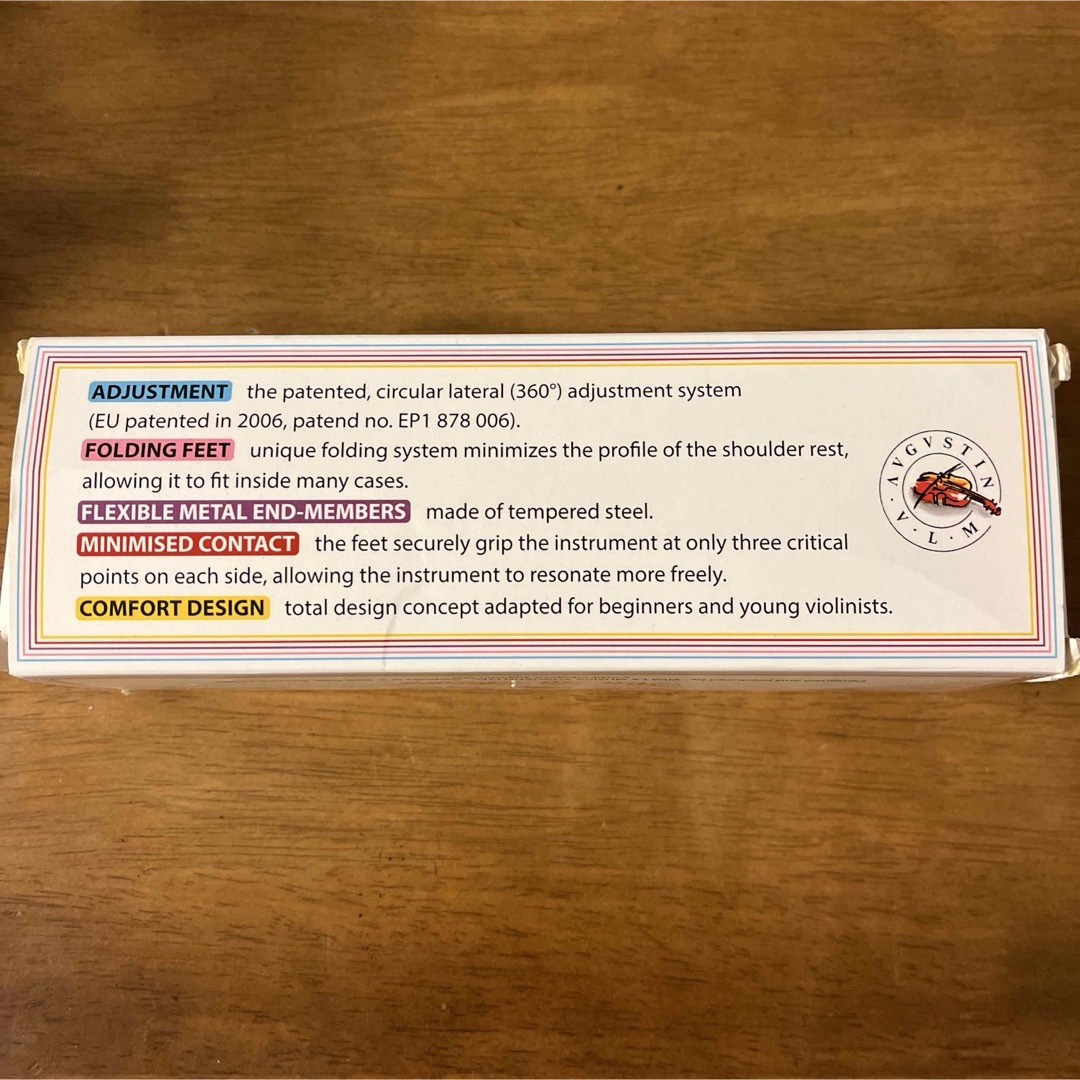 ADJUSTMENT the patented, circular lateral (360°) adjustment system
(EU patented in 2006, patend no. EP1 878 006).
FOLDING FEET unique folding system minimizes the profile of the shoulder rest,
allowing it to fit inside many cases.
FLEXIBLE METAL END-MEMBERS made of tempered steel.
MINIMISED CONTACT the feet securely grip the instrument at only three critical
points on each side, allowing the instrument to resonate more freely.
COMFORT DESIGN total design concept adapted for beginners and young violinists.
· AVGVSTIN · V · L · M